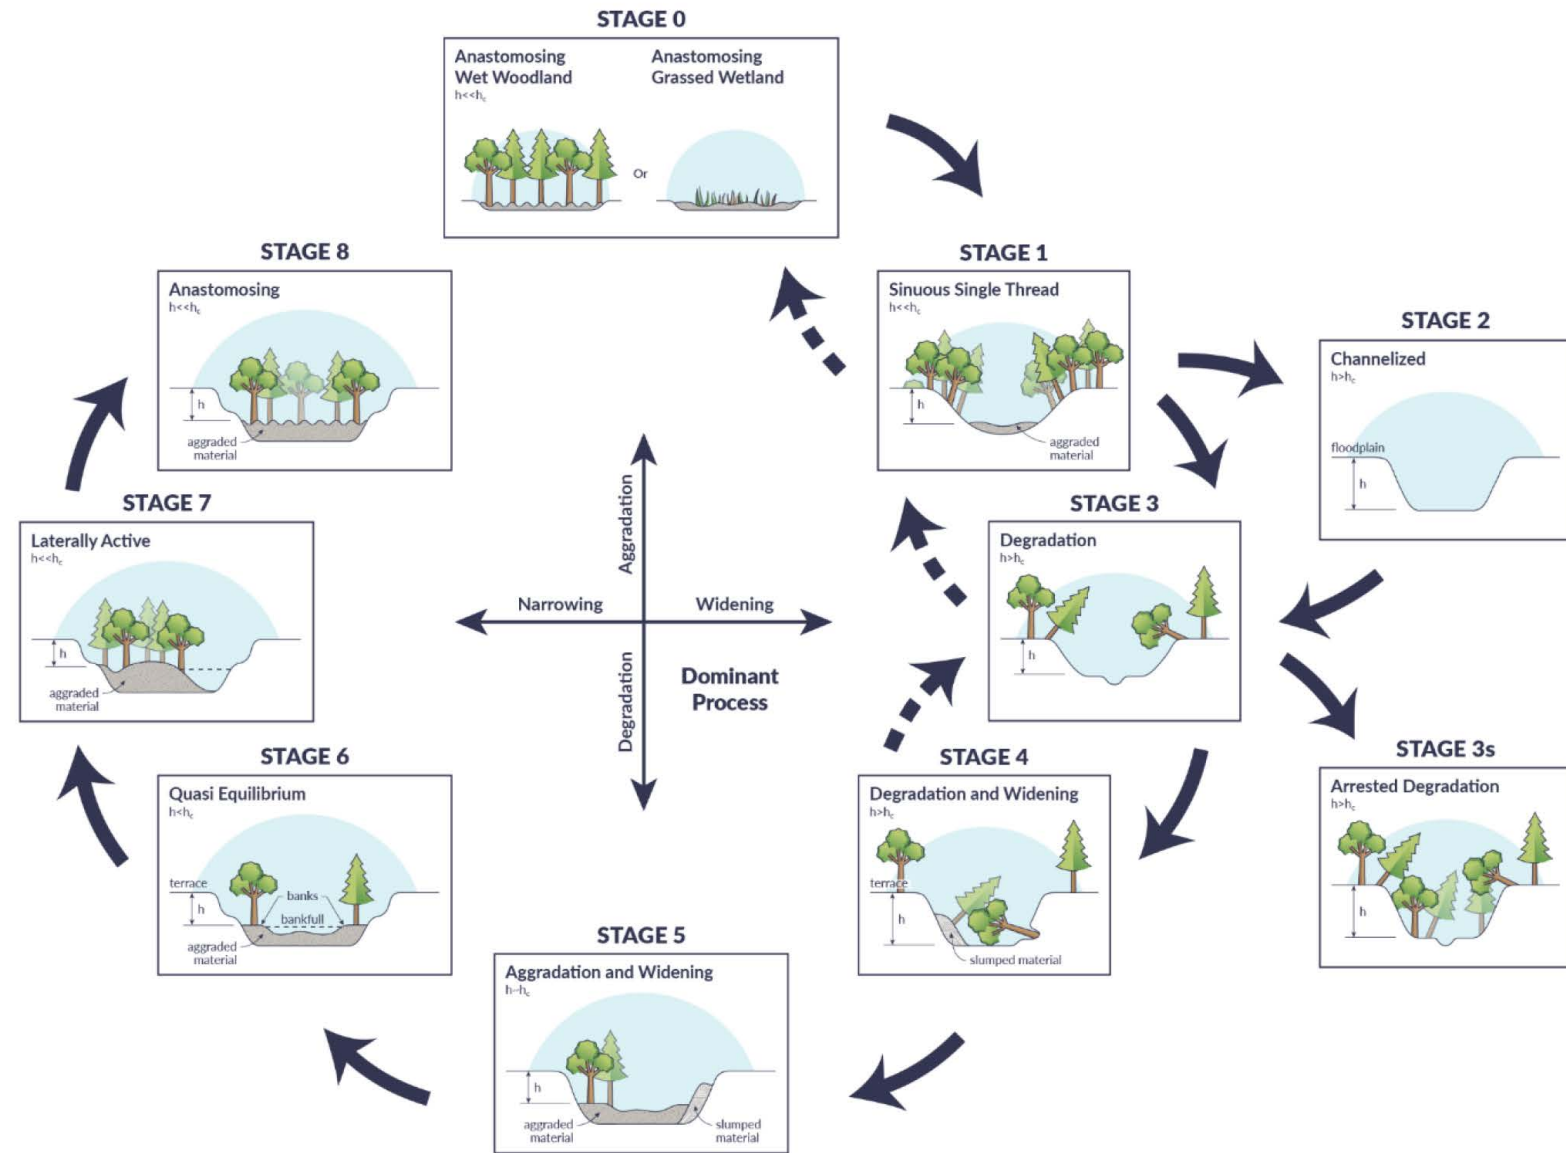 STAGE 0
Anastomosing
Wet Woodland
h<<hc
Anastomosing
Grassed Wetland
Or
STAGE 8
Anastomosing
h<<hc
h
aggraded
material
STAGE 1
Sinuous Single Thread
h<<hc
h
aggraded
material
STAGE 2
Channelized
h>hc
floodplain
h
STAGE 7
Laterally Active
h<<hc
h
aggraded
material
Aggradation
Narrowing
Widening
Degradation
Dominant
Process
STAGE 3
Degradation
h>hc
h
STAGE 6
Quasi Equilibrium
h<hc
terrace
h
banks
bankfull
aggraded
material
STAGE 4
Degradation and Widening
h>hc
terrace
h
slumped material
STAGE 3s
Arrested Degradation
h>hc
h
STAGE 5
Aggradation and Widening
h~hc
h
aggraded
material
slumped
material